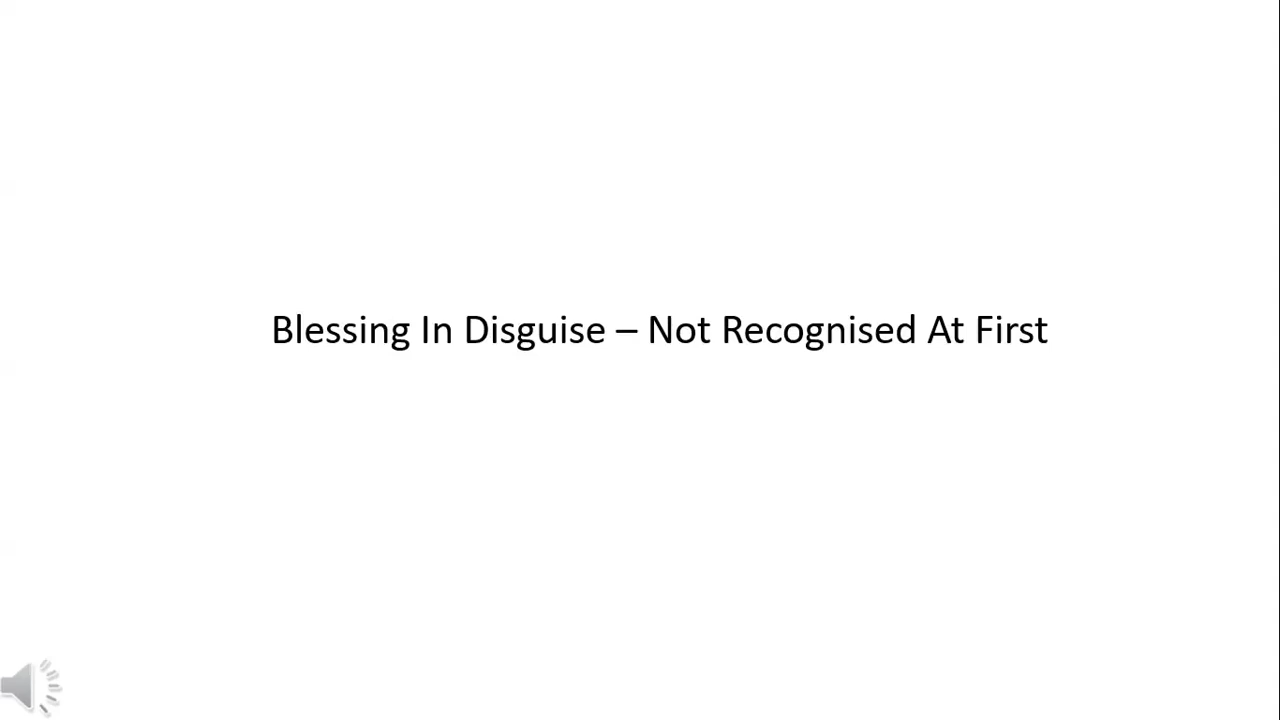 Blessing In Disguise – Not Recognised At First